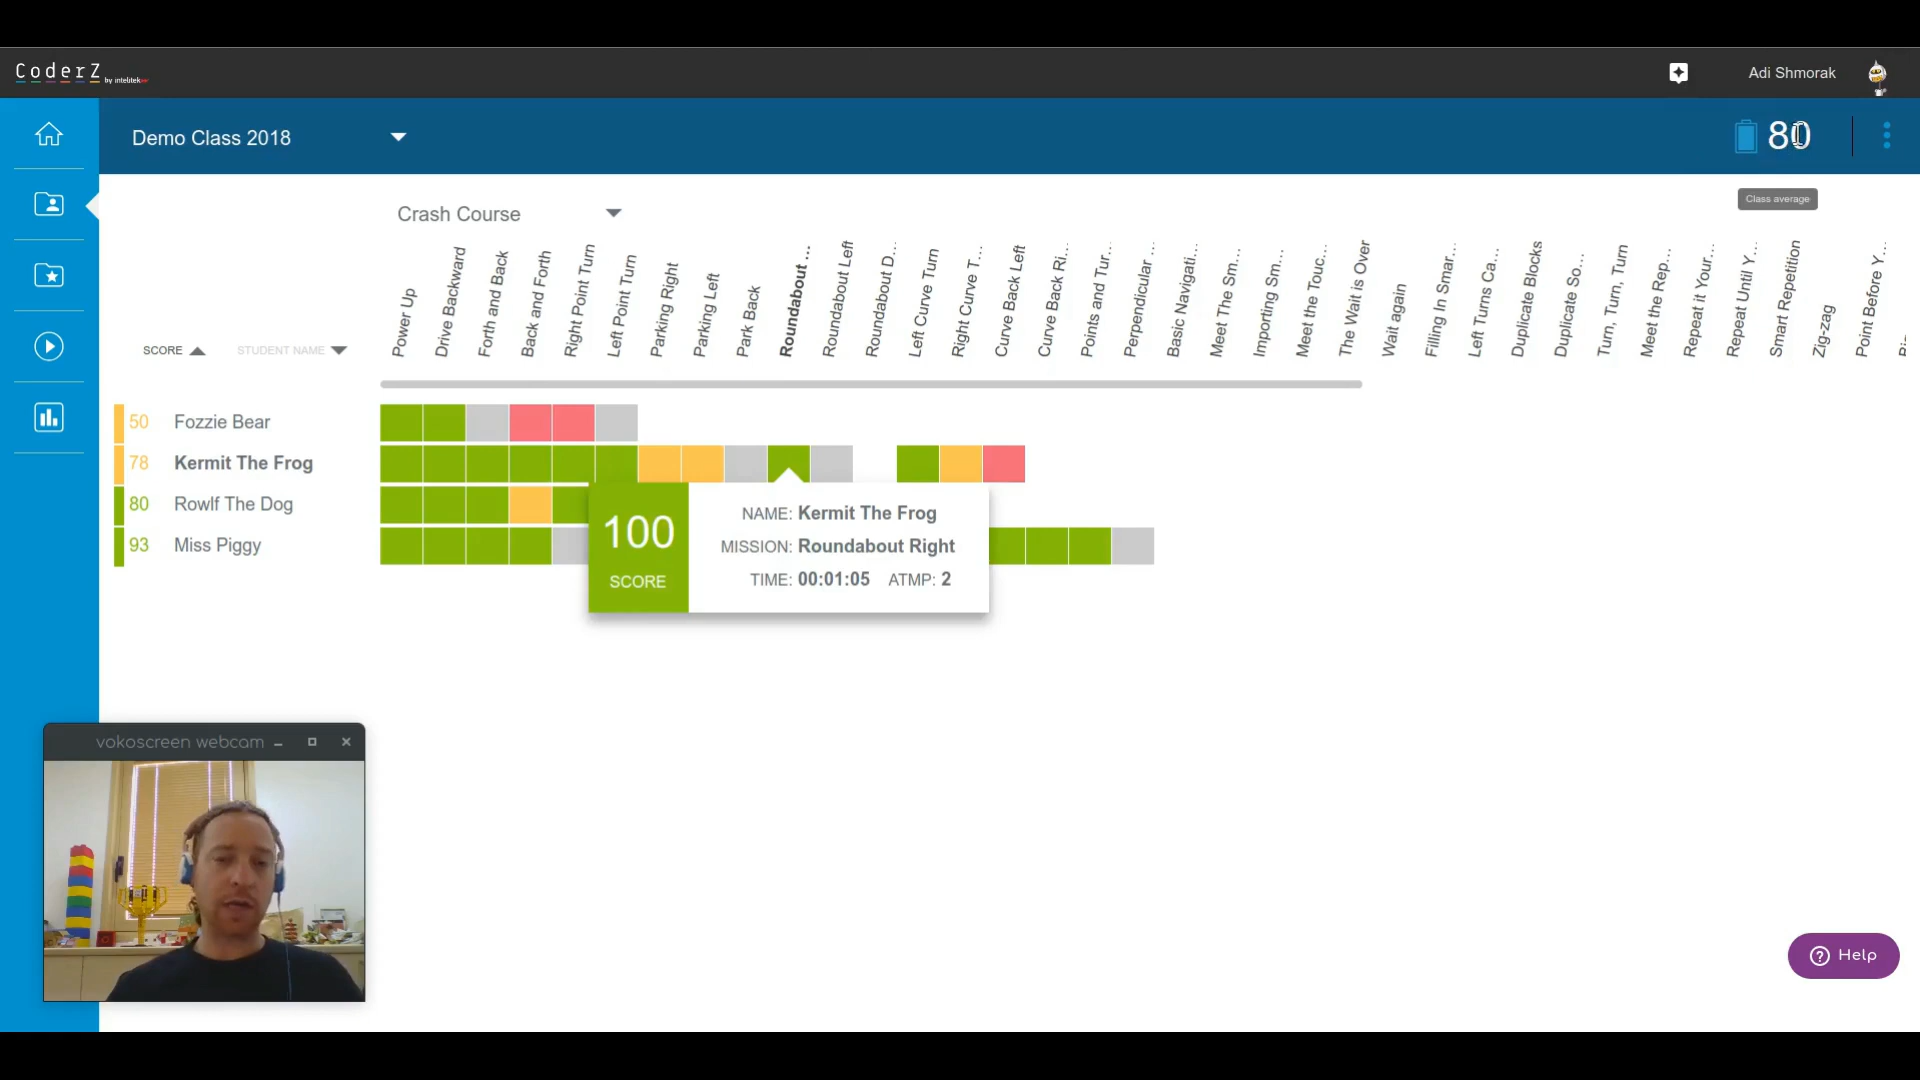 CoderZ by intelitek
Adi Shmorak
Demo Class 2018
80
Class average
Crash Course
Power Up
Drive Backward
Forth and Back
Back and Forth
Right Point Turn
Left Point Turn
Parking Right
Parking Left
Park Back
Roundabout ...
Roundabout Left
Roundabout D...
Left Curve Turn
Right Curve T...
Curve Back Left
Curve Back Ri...
Points and Tur...
Perpendicular ...
Basic Navigati...
Meet The Sm...
Importing Sm...
Meet the Touc...
The Wait is Over
Wait again
Filling In Smar...
Left Turns Ca...
Duplicate Blocks
Duplicate So...
Turn, Turn, Turn
Meet the Rep...
Repeat it Your...
Repeat Until Y...
Smart Repetition
Zig-zag
Point Before Y...
SCORE STUDENT NAME
50 Fozzie Bear
78 Kermit The Frog
80 Rowlf The Dog
93 Miss Piggy
100
SCORE
NAME: Kermit The Frog
MISSION: Roundabout Right
TIME: 00:01:05 ATMP: 2
vokoscreen webcam
Help